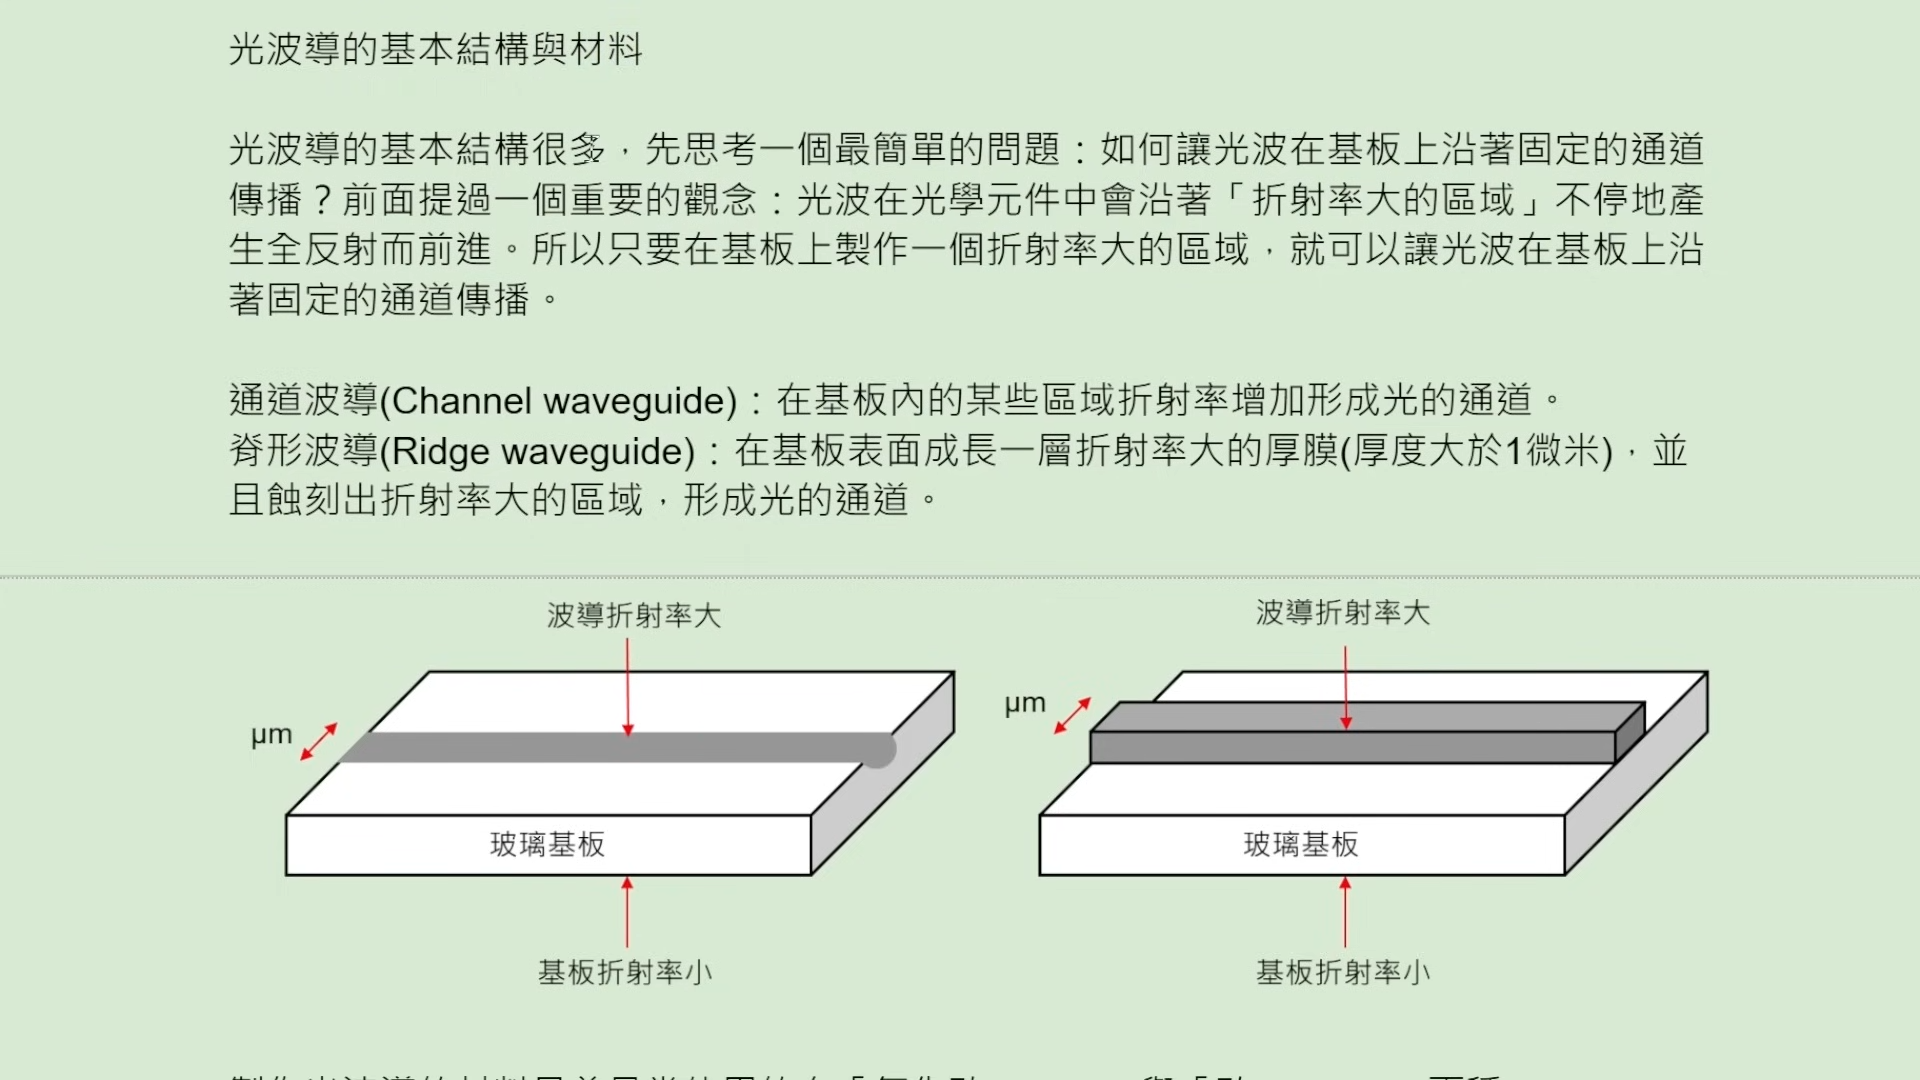 光波導的基本結構與材料
光波導的基本結構很多，先思考一個最簡單的問題：如何讓光波在基板上沿著固定的通道
傳播？前面提過一個重要的觀念：光波在光學元件中會沿著「折射率大的區域」不停地產
生全反射而前進。所以只要在基板上製作一個折射率大的區域，就可以讓光波在基板上沿
著固定的通道傳播。
通道波導(Channel waveguide)：在基板內的某些區域折射率增加形成光的通道。
脊形波導(Ridge waveguide)：在基板表面成長一層折射率大的厚膜(厚度大於1微米)，並
且蝕刻出折射率大的區域，形成光的通道。
波導折射率大
波導折射率大
μm
μm
玻璃基板
玻璃基板
基板折射率小
基板折射率小